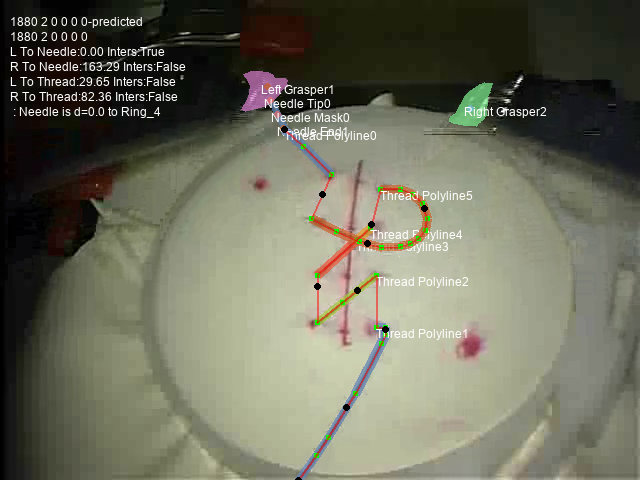 1880 2 0 0 0 0-predicted
1880 2 0 0 0 0
L To Needle:0.00 Inters:True
R To Needle:163.29 Inters:False
L To Thread:29.65 Inters:False *
R To Thread:82.36 Inters:False
: Needle is d=0.0 to Ring_4
Left Grasper1
Needle Tip0
Right Grasper2
Needle Mask0
Needle End1
Thread Polyline0
Thread Polyline5
Thread Polyline4
Thread Polyline3
Thread Polyline2
Thread Polyline1